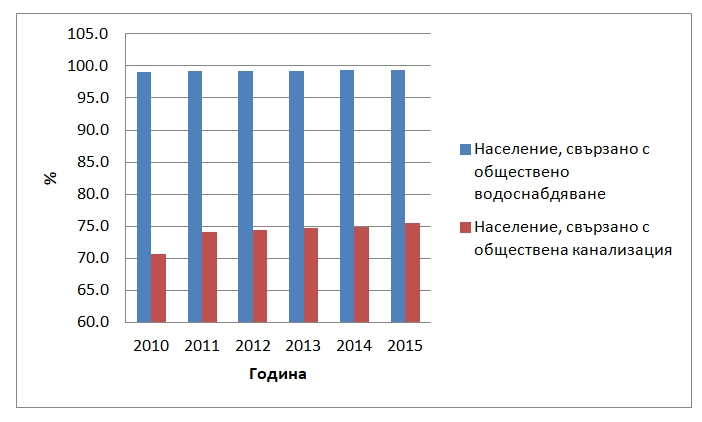 105.0
100.0
95.0
90.0
85.0
80.0
75.0
70.0
65.0
60.0
%
2010 2011 2012 2013 2014 2015
Година
Население, свързано с
обществено
водоснабдяване
Население, свързано с
обществена канализация